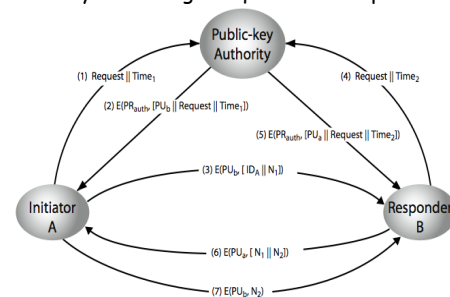 Public-key
Authority
(1) Request || Time₁
(4) Request || Time₂
(2) E(PRauth, [PUb || Request || Time₁])
(5) E(PRauth, [PUa || Request || Time₂])
(3) E(PUb, [ IDA || N₁])
Initiator
A
Responder
B
(6) E(PUa, [ N₁ || N₂])
(7) E(PUb, N₂)